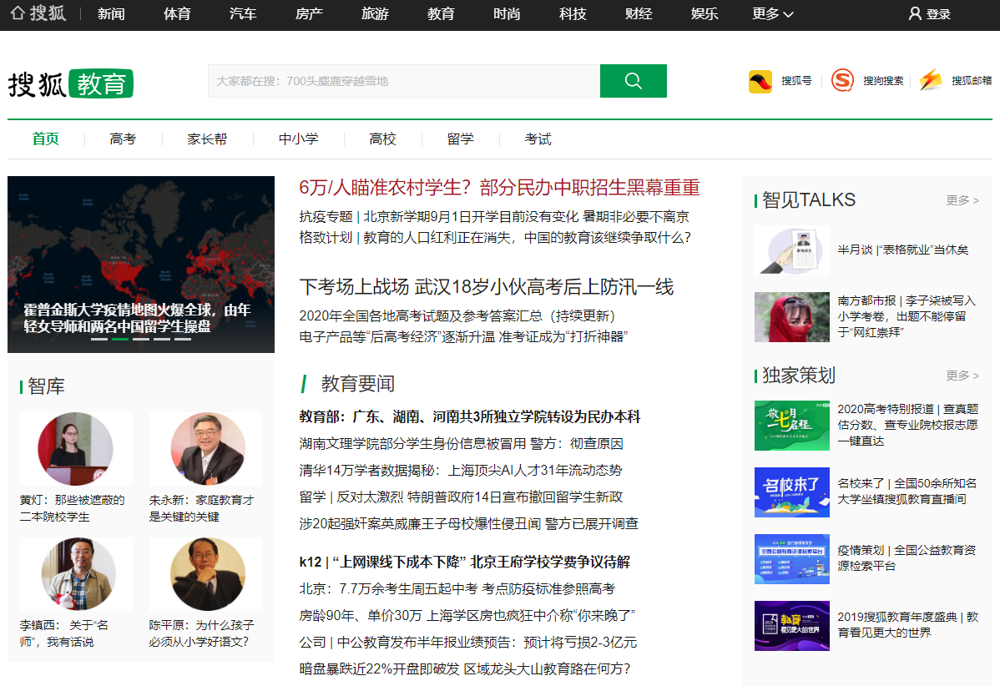 搜狐 新闻 体育 汽车 房产 旅游 教育 时尚 科技 财经 娱乐 更多 登录
搜狐 教育
大家都在搜：700头麋鹿穿越雪地
搜狐号 搜狗搜索 搜狐邮箱
首页 高考 家长帮 中小学 高校 留学 考试
霍普金斯大学疫情地图火爆全球，由年
轻女导师和两名中国留学生操盘
智库
黄灯：那些被遮蔽的
二本院校学生
朱永新：家庭教育才
是关键的关键
李镇西： 关于“名
师”，我有话说
陈平原：为什么孩子
必须从小学好语文？
6万/人瞄准农村学生？部分民办中职招生黑幕重重
抗疫专题 | 北京新学期9月1日开学目前没有变化 暑期非必要不离京
格致计划 | 教育的人口红利正在消失，中国的教育该继续争取什么？
下考场上战场 武汉18岁小伙高考后上防汛一线
2020年全国各地高考试题及参考答案汇总（持续更新）
电子产品等“后高考经济”逐渐升温 准考证成为“打折神器”
教育要闻
教育部：广东、湖南、河南共3所独立学院转设为民办本科
湖南文理学院部分学生身份信息被冒用 警方：彻查原因
清华14万学者数据揭秘：上海顶尖AI人才31年流动态势
留学 | 反对太激烈 特朗普政府14日宣布撤回留学生新政
涉20起强奸案英威廉王子母校爆性侵丑闻 警方已展开调查
k12 | “上网课线下成本下降” 北京王府学校学费争议待解
北京：7.7万余考生周五起中考 考点防疫标准参照高考
房龄90年、单价30万 上海学区房也疯狂中介称“你来晚了”
公司 | 中公教育发布半年报业绩预告：预计将亏损2-3亿元
暗盘暴跌近22%开盘即破发 区域龙头大山教育路在何方？
智见TALKS 更多 >
半月谈 |“表格就业”当休矣
南方都市报 | 李子柒被写入
小学考卷，出题不能停留
于“网红崇拜”
独家策划 更多 >
敬七月
启程
2020高考特别报道 | 查真题
估分数、查专业院校报志愿
一键直达
名校来了
名校来了 | 全国50余所知名
大学坐镇搜狐教育直播间
全国公益教育资源检索平台
疫情策划 | 全国公益教育资
源检索平台
2019
教育
看见更大的世界
2019搜狐教育年度盛典 | 教
育看见更大的世界